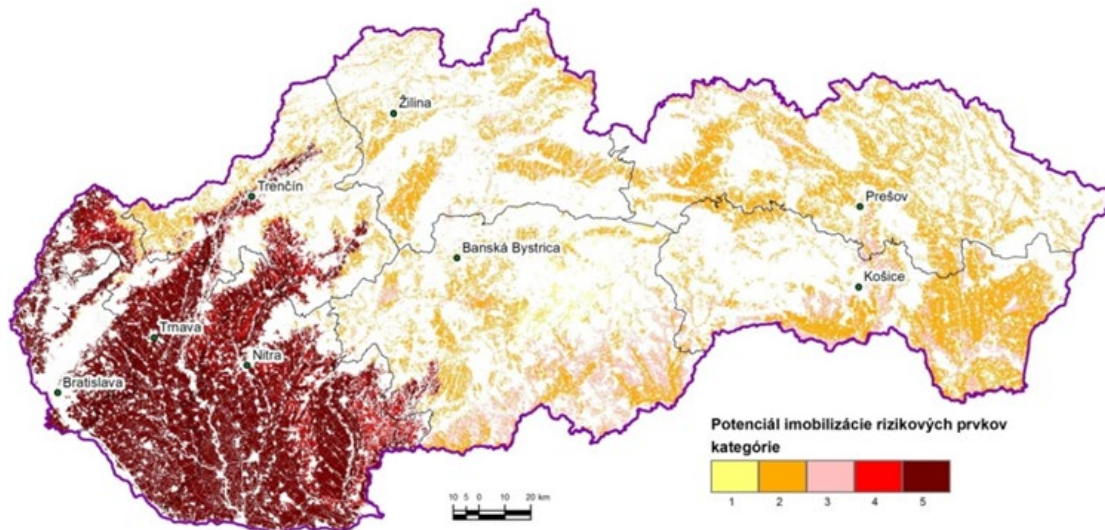 Žilina
Trenčín
Prešov
Banská Bystrica
Košice
Trnava
Nitra
Bratislava
Potenciál imobilizácie rizikových prvkov
kategórie
1 2 3 4 5
10 5 0 10 20 km